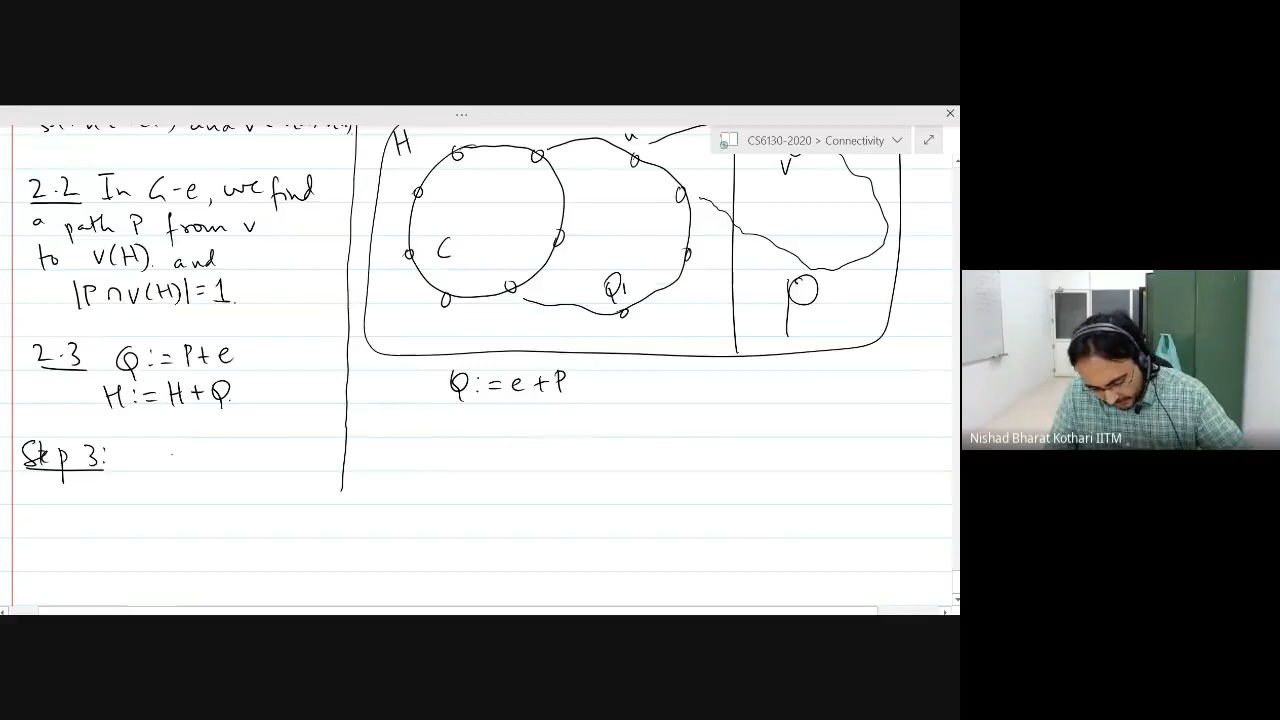 H
u
CS6130-2020 > Connectivity
v
2.2 In G-e, we find
a path P from v
to V(H). and
|P ∩ V(H)| = 1.
C
Q1
P
2.3 Q := P+e
H := H+Q.
Q := e+P
Step 3:
Nishad Bharat Kothari IITM